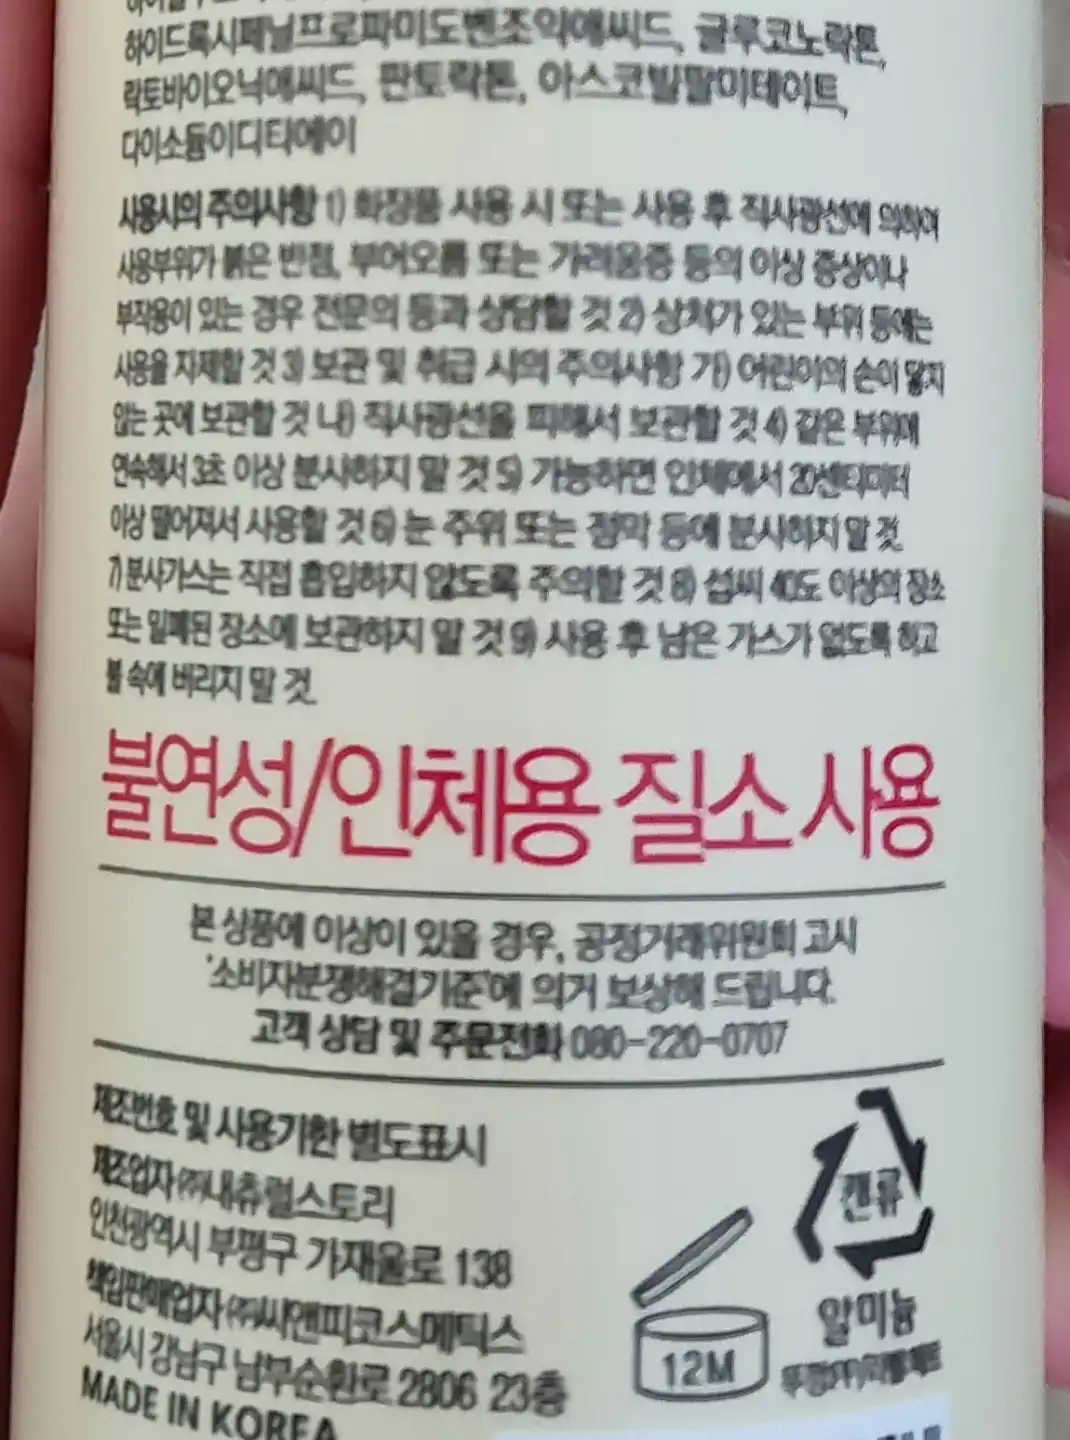 하이드록시페닐프로파미도벤조익애씨드, 글루코노락톤,
락토바이오닉애씨드, 판토락톤, 아스코빌팔미테이트,
다이소듐이디티에이
사용시의 주의사항 1) 화장품 사용 시 또는 사용 후 직사광선에 의하여
사용부위가 붉은 반점, 부어오름 또는 가려움증 등의 이상 증상이나
부작용이 있는 경우 전문의 등과 상담할 것 2) 상처가 있는 부위 등에는
사용을 자제할 것 3) 보관 및 취급 시의 주의사항 가) 어린이의 손이 닿지
않는 곳에 보관할 것 나) 직사광선을 피해서 보관할 것 4) 같은 부위에
연속해서 3초 이상 분사하지 말 것 5) 가능하면 인체에서 20센티미터
이상 떨어져서 사용할 것 6) 눈 주위 또는 점막 등에 분사하지 말 것.
7) 분사가스는 직접 흡입하지 않도록 주의할 것 8) 섭씨 40도 이상의 장소
또는 밀폐된 장소에 보관하지 말 것 9) 사용 후 남은 가스가 없도록 하고
불 속에 버리지 말 것.
불연성/인체용 질소 사용
본 상품에 이상이 있을 경우, 공정거래위원회 고시
'소비자분쟁해결기준'에 의거 보상해 드립니다.
고객 상담 및 주문전화 080-220-0707
제조번호 및 사용기한 별도표시
제조업자 ㈜내츄럴스토리
인천광역시 부평구 가재울로 138
책임판매업자 ㈜씨앤피코스메틱스
서울시 강남구 남부순환로 2806 23층
MADE IN KOREA
12M
캔류
알미늄